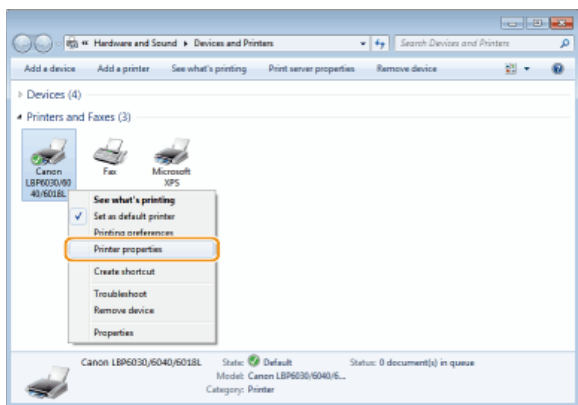 « Hardware and Sound ▸ Devices and Printers
Search Devices and Printers
Add a device Add a printer See what's printing Print server properties Remove device
Devices (4)
Printers and Faxes (3)
Canon
LBP6030/60
40/6018L
Fax
Microsoft
XPS
See what's printing
Set as default printer
Printing preferences
Printer properties
Create shortcut
Troubleshoot
Remove device
Properties
Canon LBP6030/6040/6018L State: Default Status: 0 document(s) in queue
Model: Canon LBP6030/6040/6...
Category: Printer